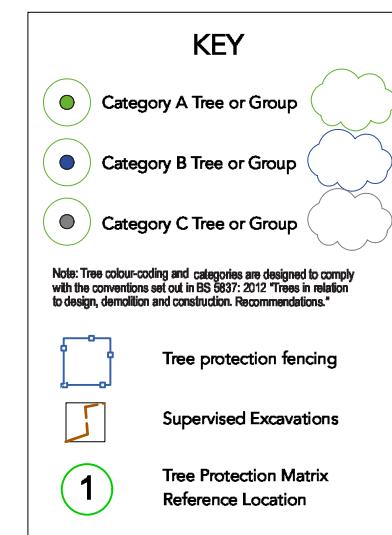 KEY
Category A Tree or Group
Category B Tree or Group
Category C Tree or Group
Note: Tree colour-coding and categories are designed to comply
with the conventions set out in BS 5837: 2012 "Trees in relation
to design, demolition and construction. Recommendations."
Tree protection fencing
Supervised Excavations
1
Tree Protection Matrix
Reference Location